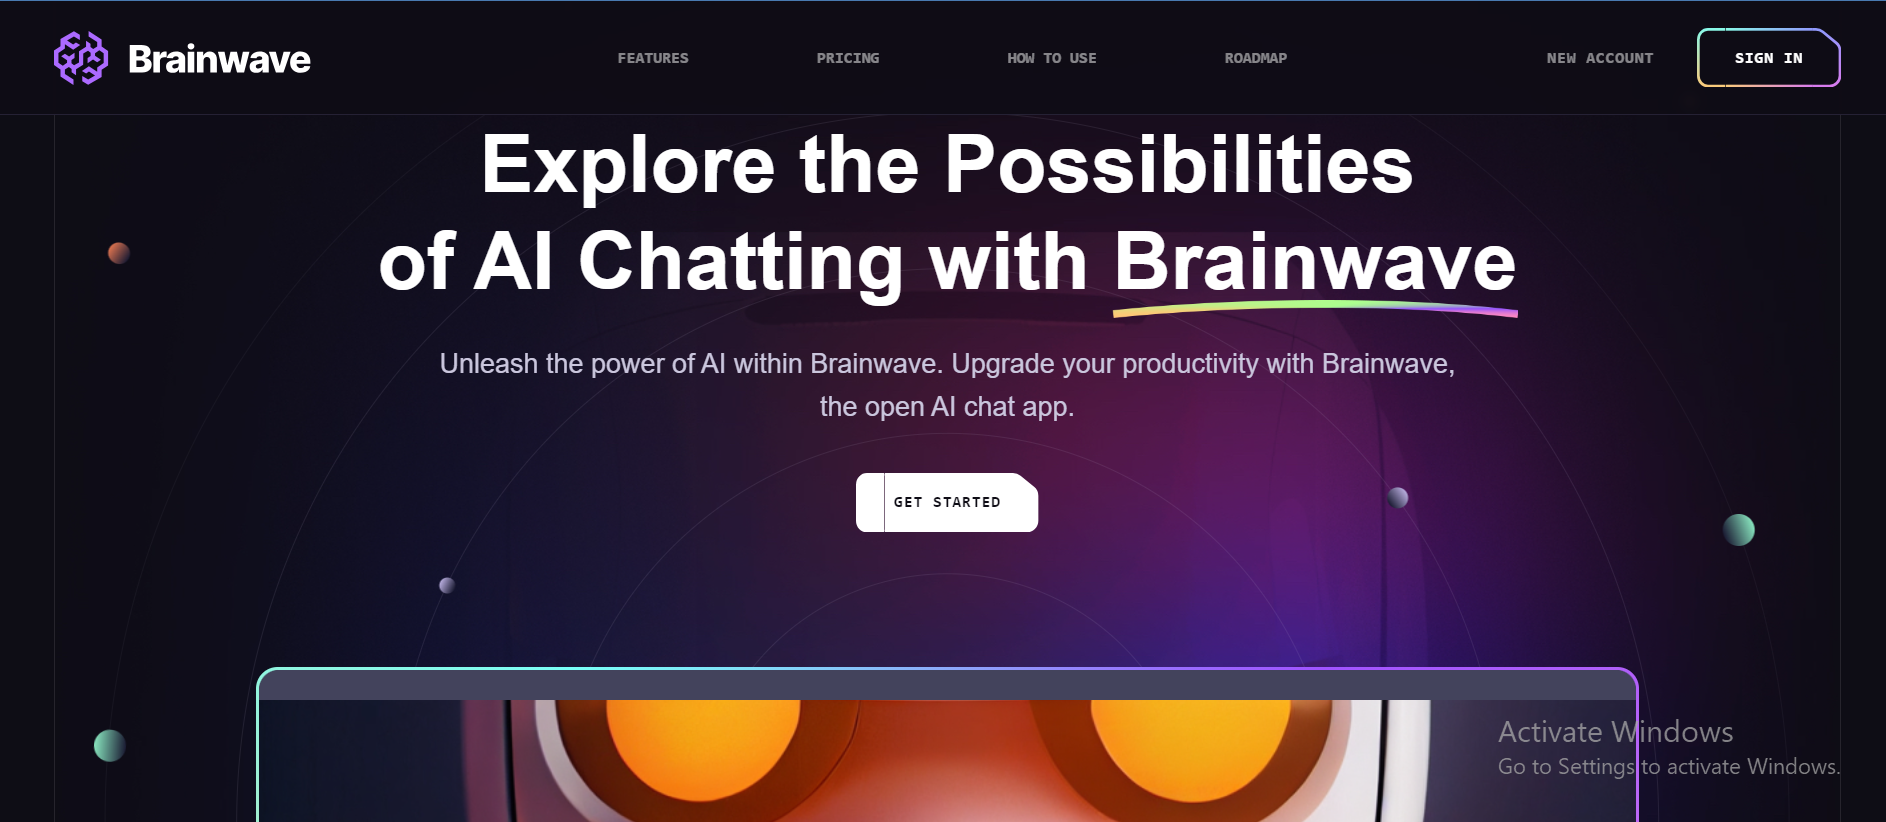 Brainwave
FEATURES
PRICING
HOW TO USE
ROADMAP
NEW ACCOUNT
SIGN IN
Explore the Possibilities
of AI Chatting with Brainwave
Unleash the power of AI within Brainwave. Upgrade your productivity with Brainwave,
the open AI chat app.
GET STARTED
Activate Windows
Go to Settings to activate Windows.